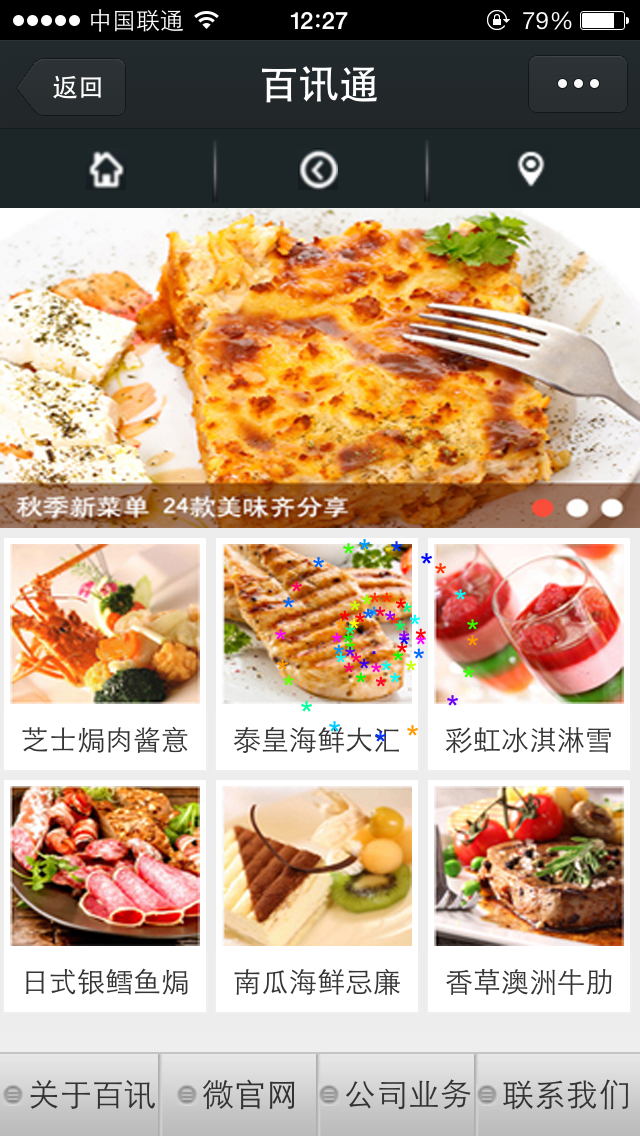 中国联通 12:27 79%
返回 百讯通
秋季新菜单 24款美味齐分享
芝士焗肉酱意 泰皇海鲜大汇 彩虹冰淇淋雪
日式银鳕鱼焗 南瓜海鲜忌廉 香草澳洲牛肋
关于百讯 微官网 公司业务 联系我们